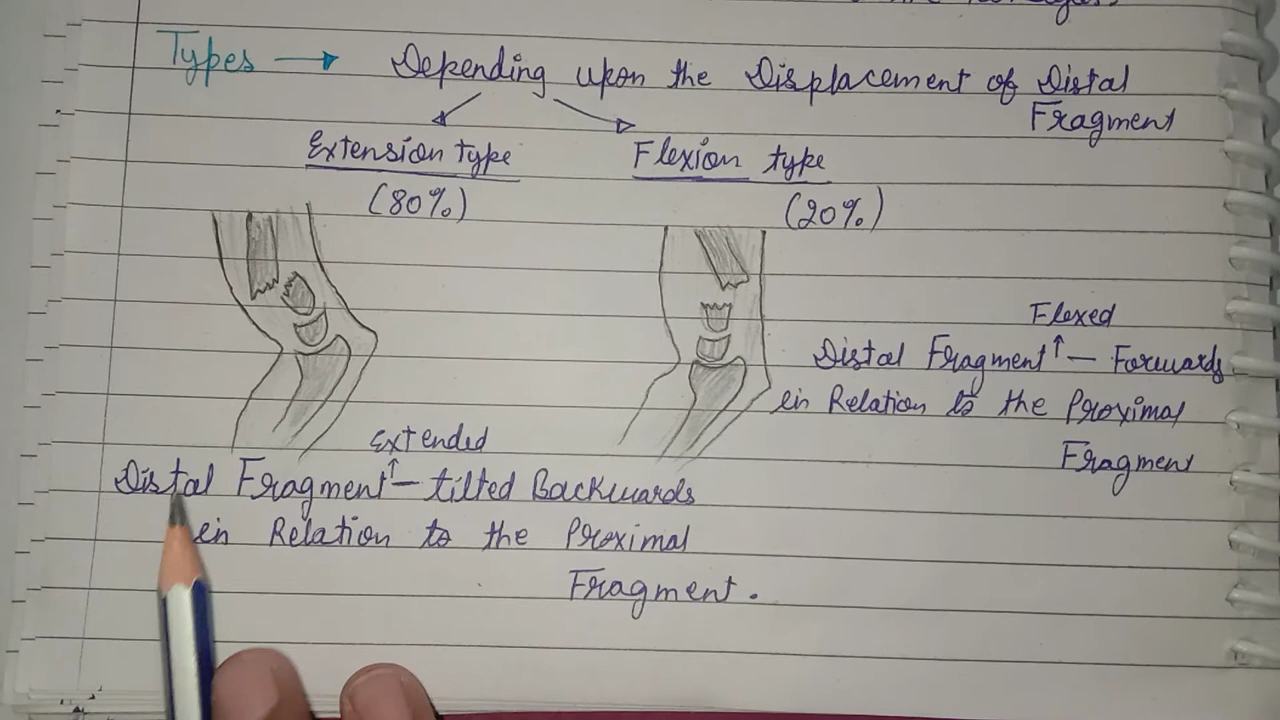 Types → Depending upon the Displacement of Distal
Fragment
Extension type
(80%)
Flexion type
(20%)
Flexed
Distal Fragment↑ — Forwards
in Relation to the Proximal
Fragment
Extended
Distal Fragment↑— tilted Backwards
in Relation to the Proximal
Fragment.